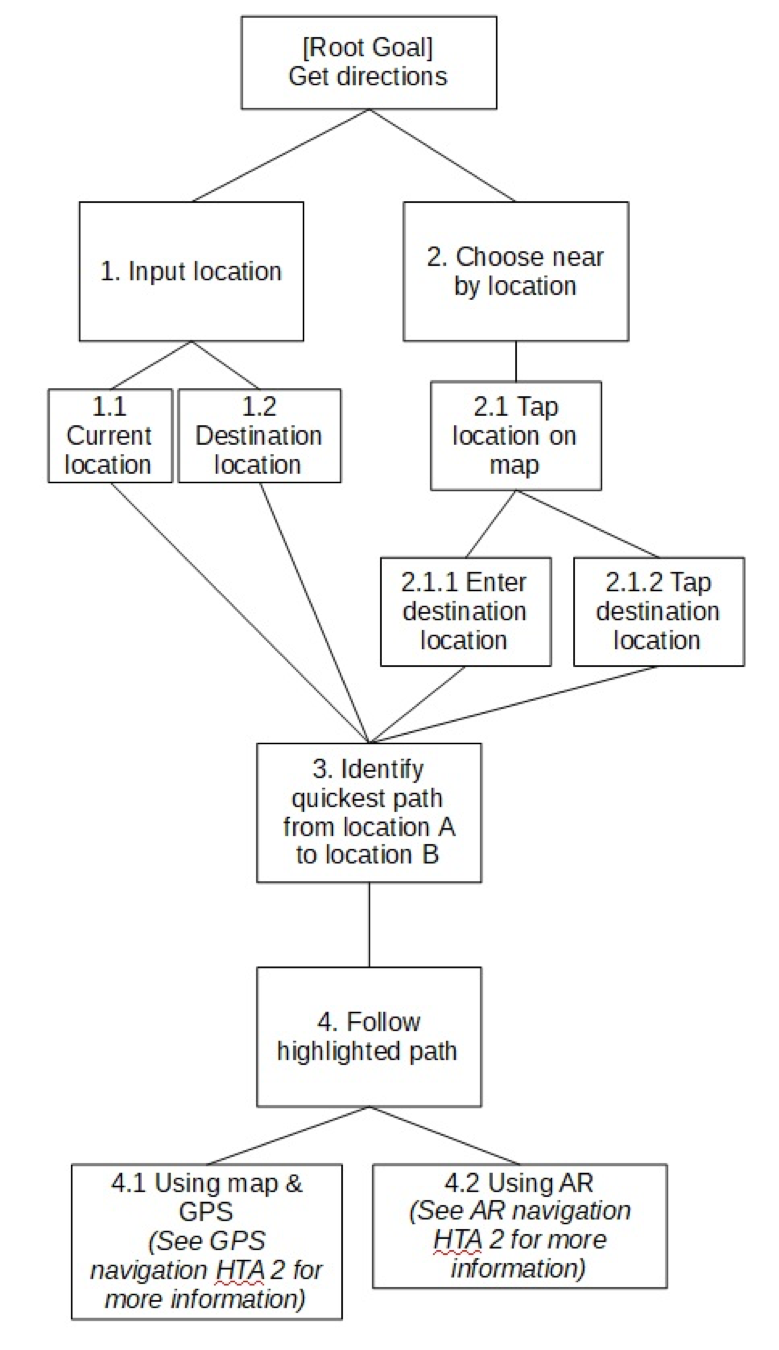 [Root Goal]
Get directions
1. Input location
2. Choose near
by location
1.1
Current
location
1.2
Destination
location
2.1 Tap
location on
map
2.1.1 Enter
destination
location
2.1.2 Tap
destination
location
3. Identify
quickest path
from location A
to location B
4. Follow
highlighted path
4.1 Using map &
GPS
(See GPS
navigation HTA 2 for
more information)
4.2 Using AR
(See AR navigation
HTA 2 for more
information)